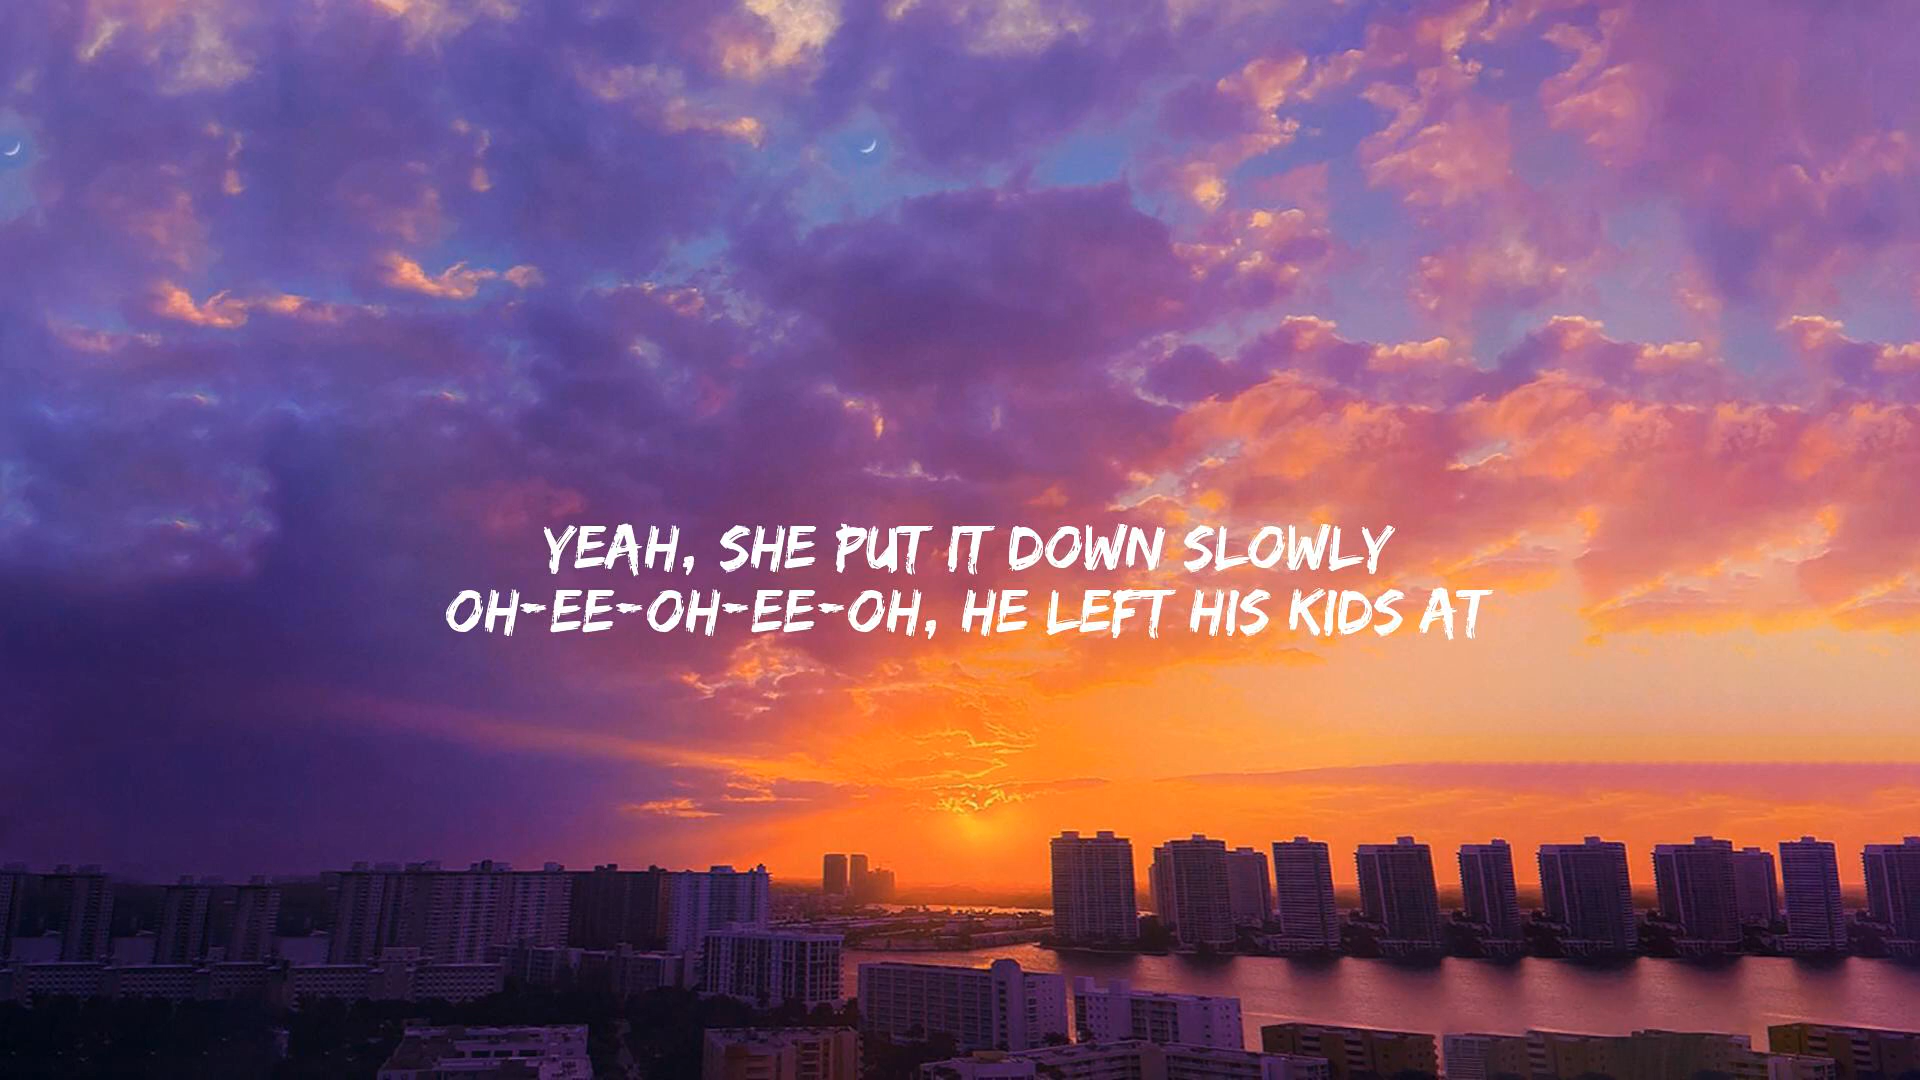 YEAH, SHE PUT IT DOWN SLOWLY
OH-EE-OH-EE-OH, HE LEFT HIS KIDS AT